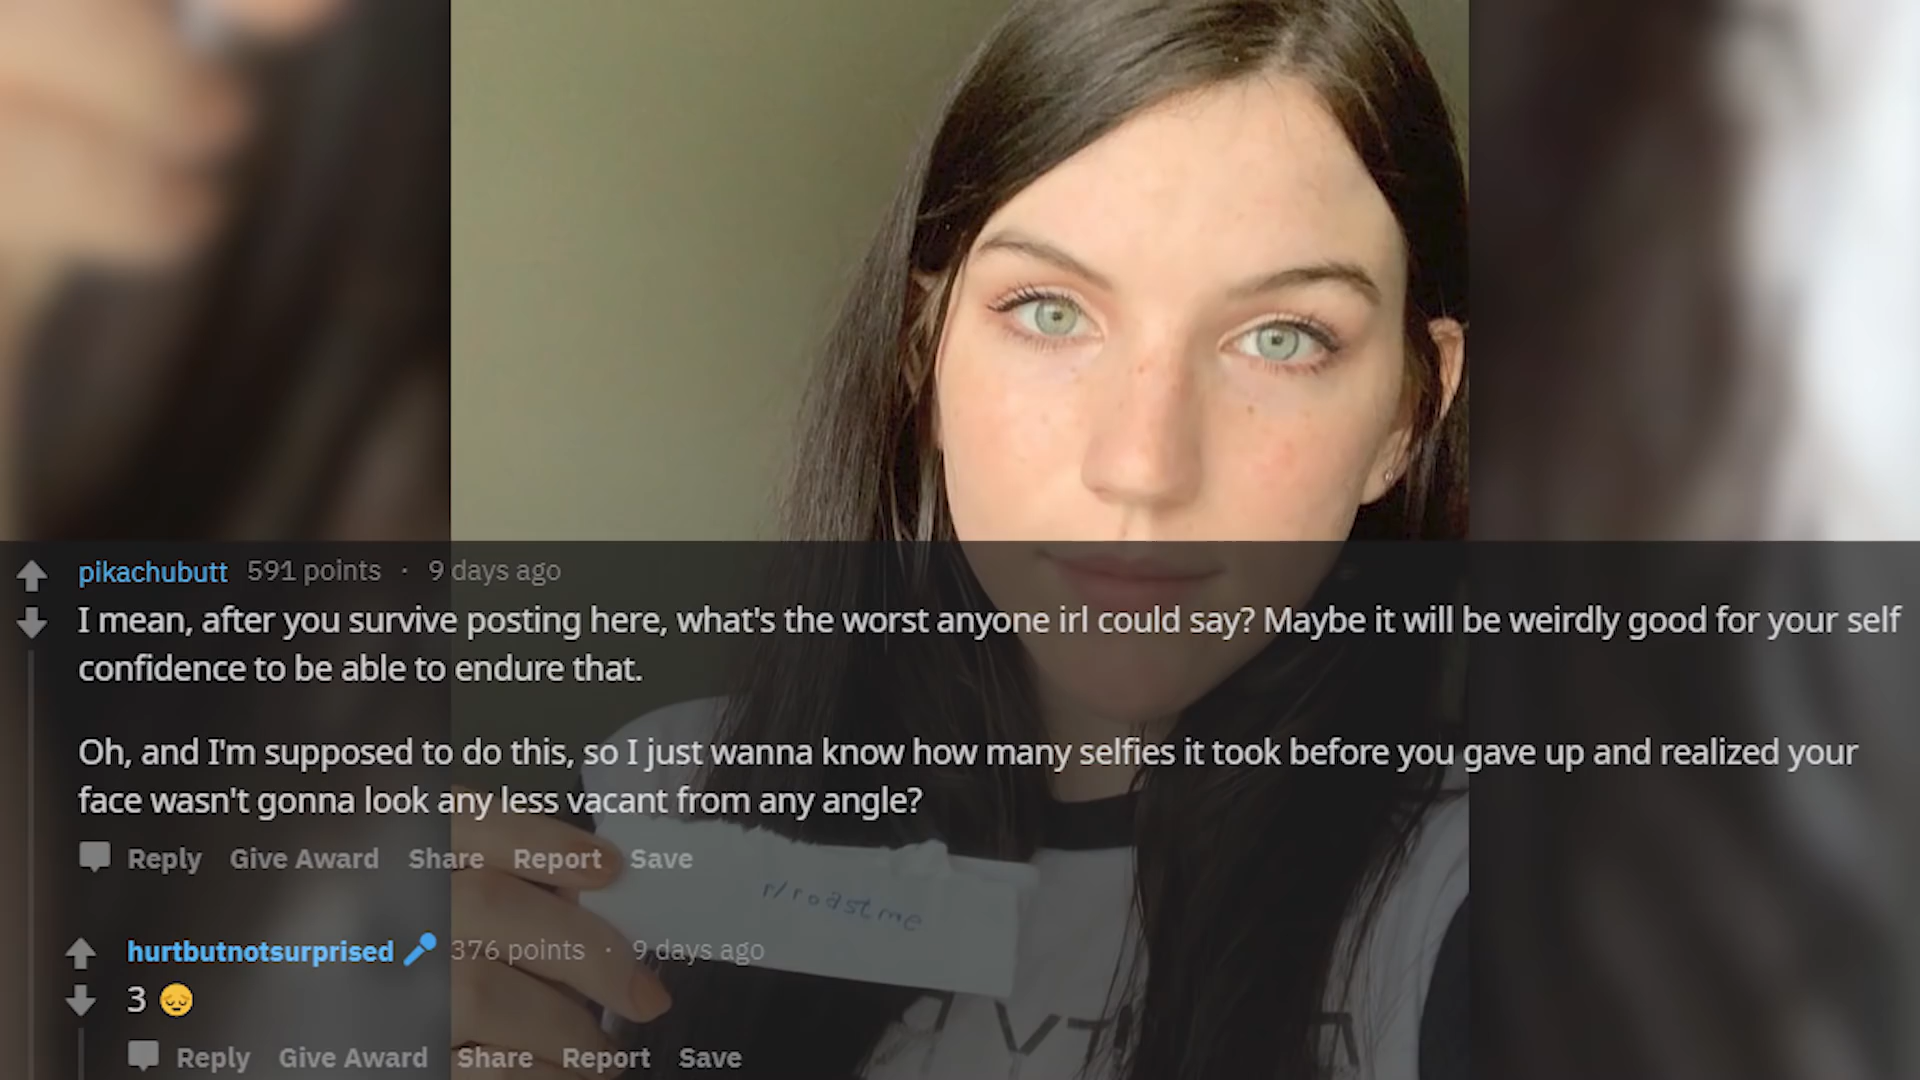 pikachubutt 591 points · 9 days ago
I mean, after you survive posting here, what's the worst anyone irl could say? Maybe it will be weirdly good for your self
confidence to be able to endure that.
Oh, and I'm supposed to do this, so I just wanna know how many selfies it took before you gave up and realized your
face wasn't gonna look any less vacant from any angle?
Reply Give Award Share Report Save
r/roastme
hurtbutnotsurprised 376 points · 9 days ago
3 😔
Reply Give Award Share Report Save